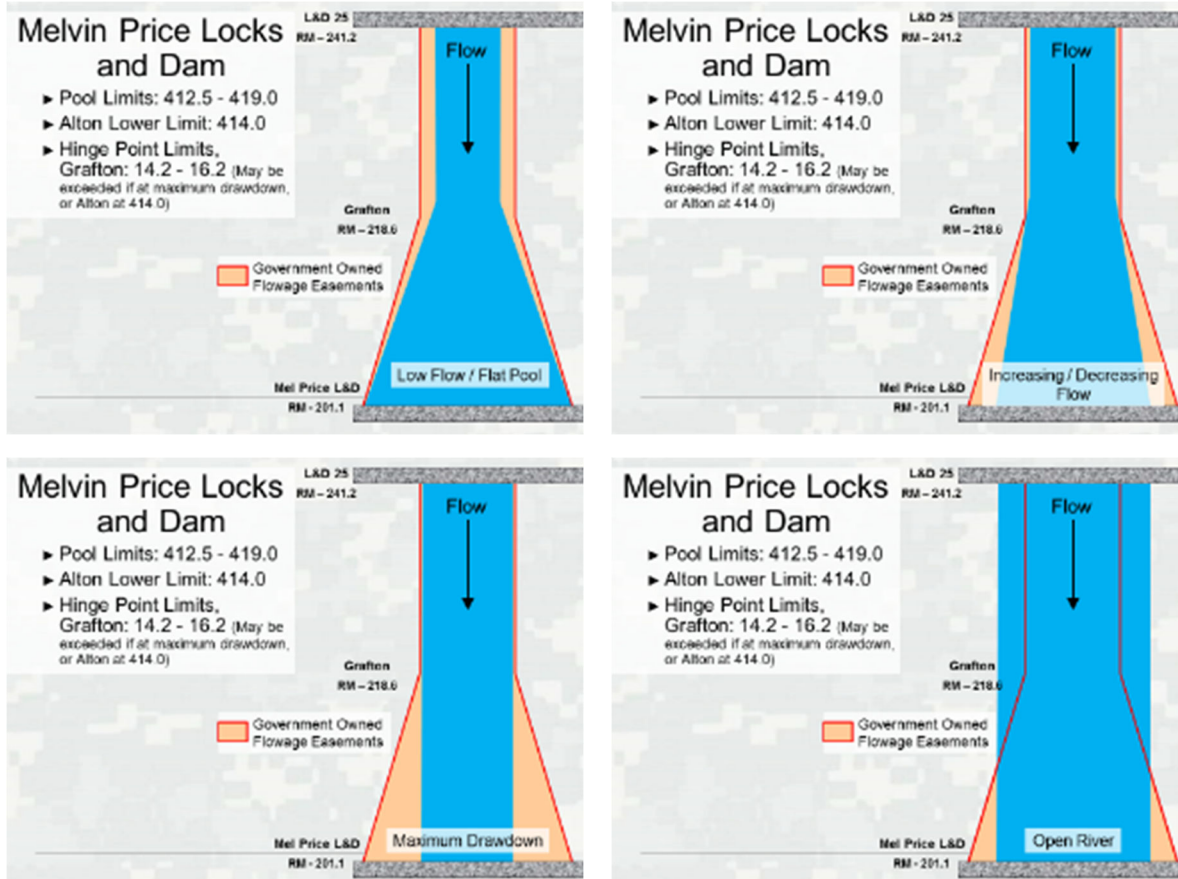 Melvin Price Locks
and Dam
► Pool Limits: 412.5 - 419.0
► Alton Lower Limit: 414.0
► Hinge Point Limits,
Grafton: 14.2 - 16.2 (May be
exceeded if at maximum drawdown,
or Alton at 414.0)
L&D 25
RM – 241.2
Flow
Grafton
RM – 218.6
Government Owned
Flowage Easements
Low Flow / Flat Pool
Mel Price L&D
RM - 201.1
Melvin Price Locks
and Dam
► Pool Limits: 412.5 - 419.0
► Alton Lower Limit: 414.0
► Hinge Point Limits,
Grafton: 14.2 - 16.2 (May be
exceeded if at maximum drawdown,
or Alton at 414.0)
L&D 25
RM – 241.2
Flow
Grafton
RM – 218.6
Government Owned
Flowage Easements
Increasing / Decreasing
Flow
Mel Price L&D
RM - 201.1
Melvin Price Locks
and Dam
► Pool Limits: 412.5 - 419.0
► Alton Lower Limit: 414.0
► Hinge Point Limits,
Grafton: 14.2 - 16.2 (May be
exceeded if at maximum drawdown,
or Alton at 414.0)
L&D 25
RM – 241.2
Flow
Grafton
RM – 218.6
Government Owned
Flowage Easements
Maximum Drawdown
Mel Price L&D
RM - 201.1
Melvin Price Locks
and Dam
► Pool Limits: 412.5 - 419.0
► Alton Lower Limit: 414.0
► Hinge Point Limits,
Grafton: 14.2 - 16.2 (May be
exceeded if at maximum drawdown,
or Alton at 414.0)
L&D 25
RM – 241.2
Flow
Grafton
RM – 218.6
Government Owned
Flowage Easements
Open River
Mel Price L&D
RM - 201.1